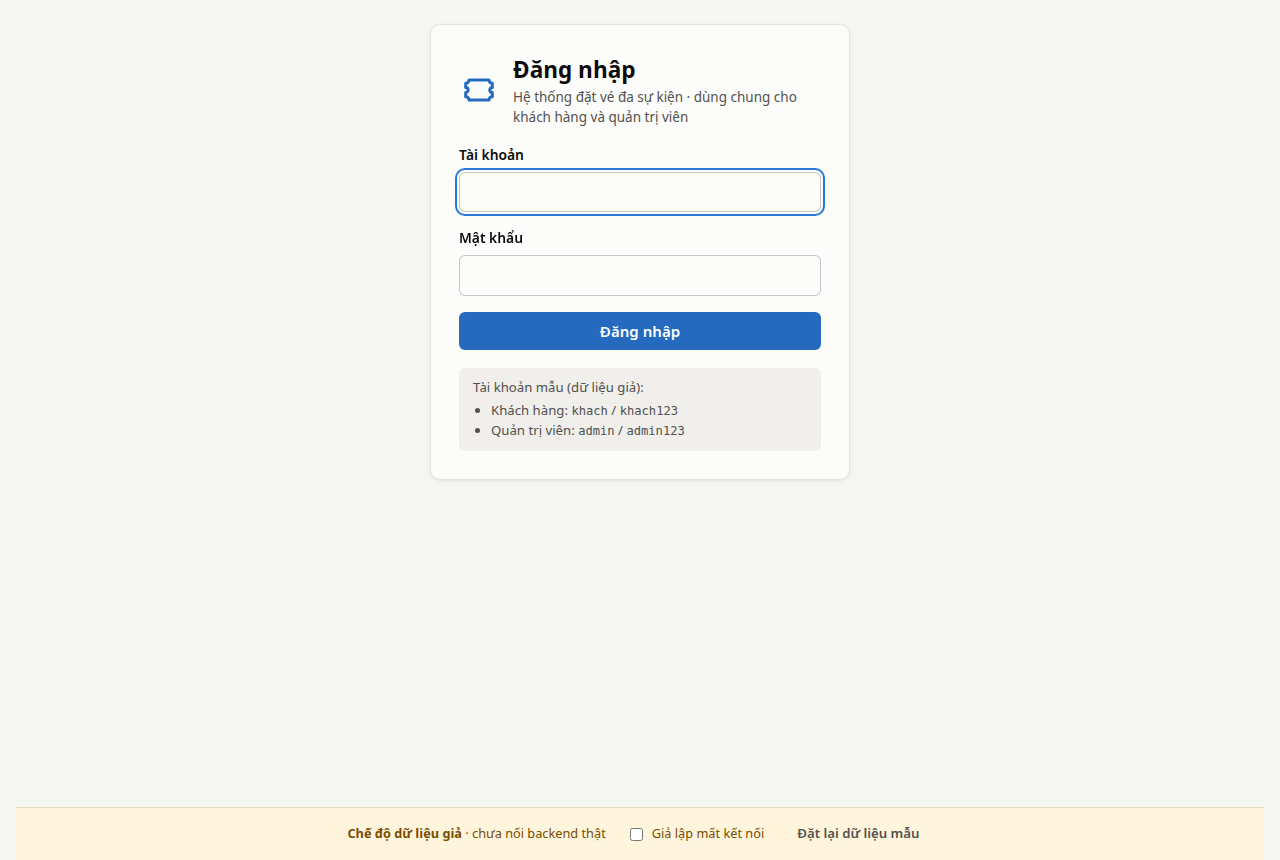 Đăng nhập
Hệ thống đặt vé đa sự kiện · dùng chung cho
khách hàng và quản trị viên
Tài khoản
Mật khẩu
Đăng nhập
Tài khoản mẫu (dữ liệu giả):
• Khách hàng: khach / khach123
• Quản trị viên: admin / admin123
Chế độ dữ liệu giả · chưa nối backend thật
Giả lập mất kết nối
Đặt lại dữ liệu mẫu